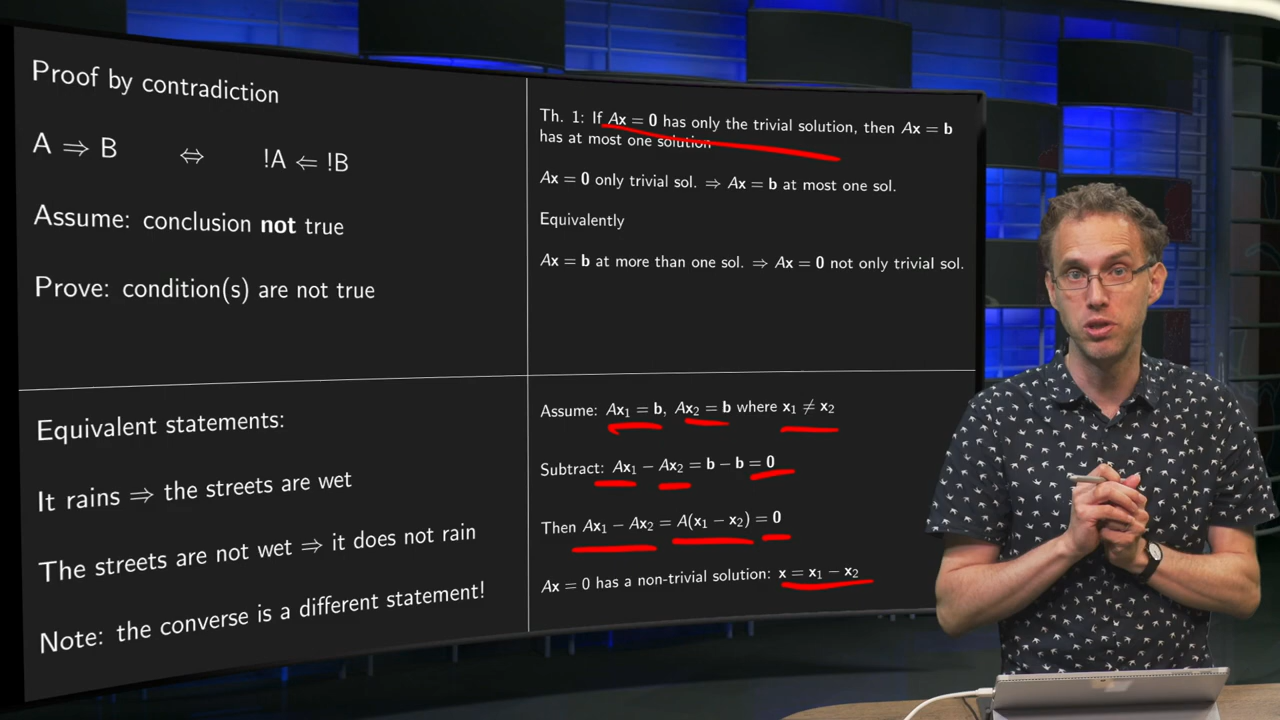 Proof by contradiction
A ⇒ B ⇔ !A ⇐ !B
Assume: conclusion not true
Prove: condition(s) are not true
Th. 1: If Ax = 0 has only the trivial solution, then Ax = b
has at most one solution
Ax = 0 only trivial sol. ⇒ Ax = b at most one sol.
Equivalently
Ax = b at more than one sol. ⇒ Ax = 0 not only trivial sol.
Equivalent statements:
It rains ⇒ the streets are wet
The streets are not wet ⇒ it does not rain
Note: the converse is a different statement!
Assume: Ax₁ = b, Ax₂ = b where x₁ ≠ x₂
Subtract: Ax₁ − Ax₂ = b − b = 0
Then Ax₁ − Ax₂ = A(x₁ − x₂) = 0
Ax = 0 has a non-trivial solution: x = x₁ − x₂